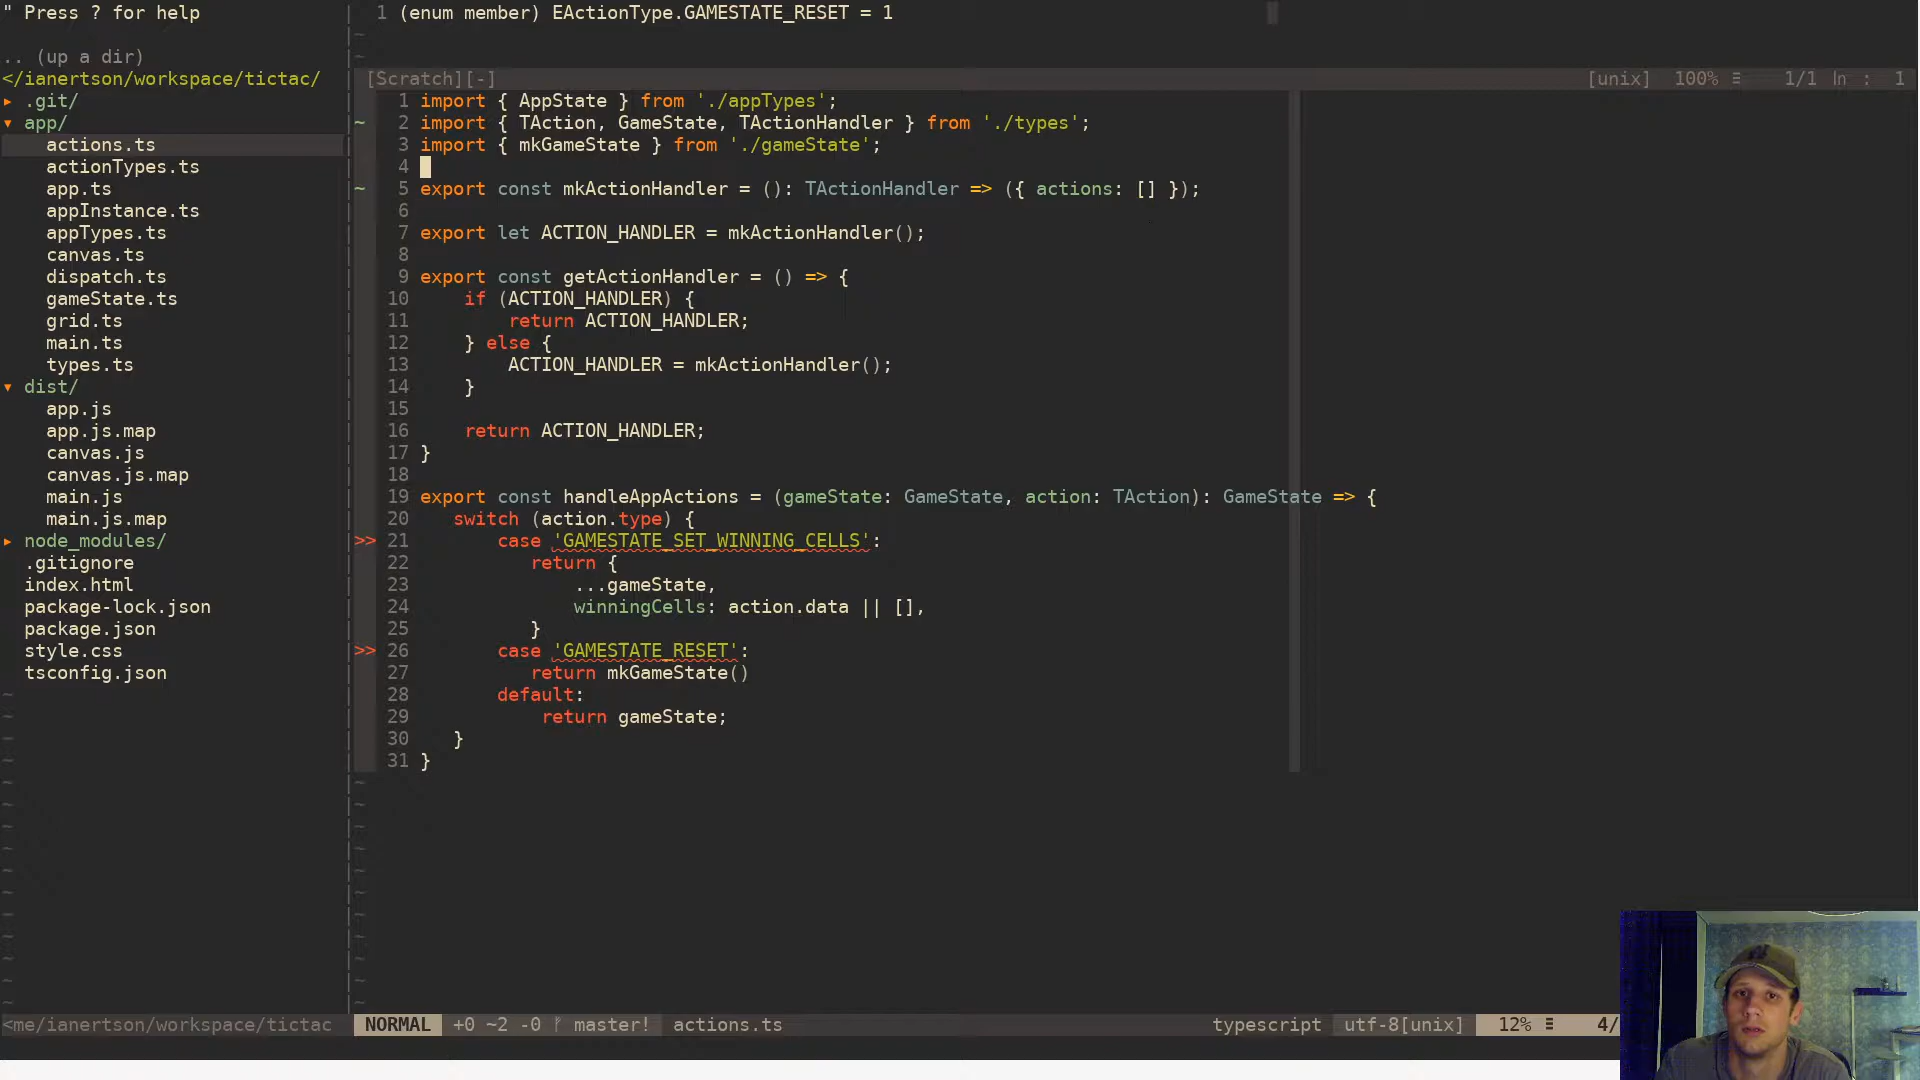 " Press ? for help
.. (up a dir)
</ianertson/workspace/tictac/
▸ .git/
▾ app/
actions.ts
actionTypes.ts
app.ts
appInstance.ts
appTypes.ts
canvas.ts
dispatch.ts
gameState.ts
grid.ts
main.ts
types.ts
▾ dist/
app.js
app.js.map
canvas.js
canvas.js.map
main.js
main.js.map
▸ node_modules/
.gitignore
index.html
package-lock.json
package.json
style.css
tsconfig.json
<me/ianertson/workspace/tictac
1 (enum member) EActionType.GAMESTATE_RESET = 1
[Scratch][-] [unix] 100% ≡ 1/1 ln : 1
1 import { AppState } from './appTypes';
~ 2 import { TAction, GameState, TActionHandler } from './types';
3 import { mkGameState } from './gameState';
4
~ 5 export const mkActionHandler = (): TActionHandler => ({ actions: [] });
6
7 export let ACTION_HANDLER = mkActionHandler();
8
9 export const getActionHandler = () => {
10 if (ACTION_HANDLER) {
11 return ACTION_HANDLER;
12 } else {
13 ACTION_HANDLER = mkActionHandler();
14 }
15
16 return ACTION_HANDLER;
17 }
18
19 export const handleAppActions = (gameState: GameState, action: TAction): GameState => {
20 switch (action.type) {
>> 21 case 'GAMESTATE_SET_WINNING_CELLS':
22 return {
23 ...gameState,
24 winningCells: action.data || [],
25 }
>> 26 case 'GAMESTATE_RESET':
27 return mkGameState()
28 default:
29 return gameState;
30 }
31 }
NORMAL +0 ~2 -0 ᚠ master! actions.ts typescript utf-8[unix] 12% ≡ 4/